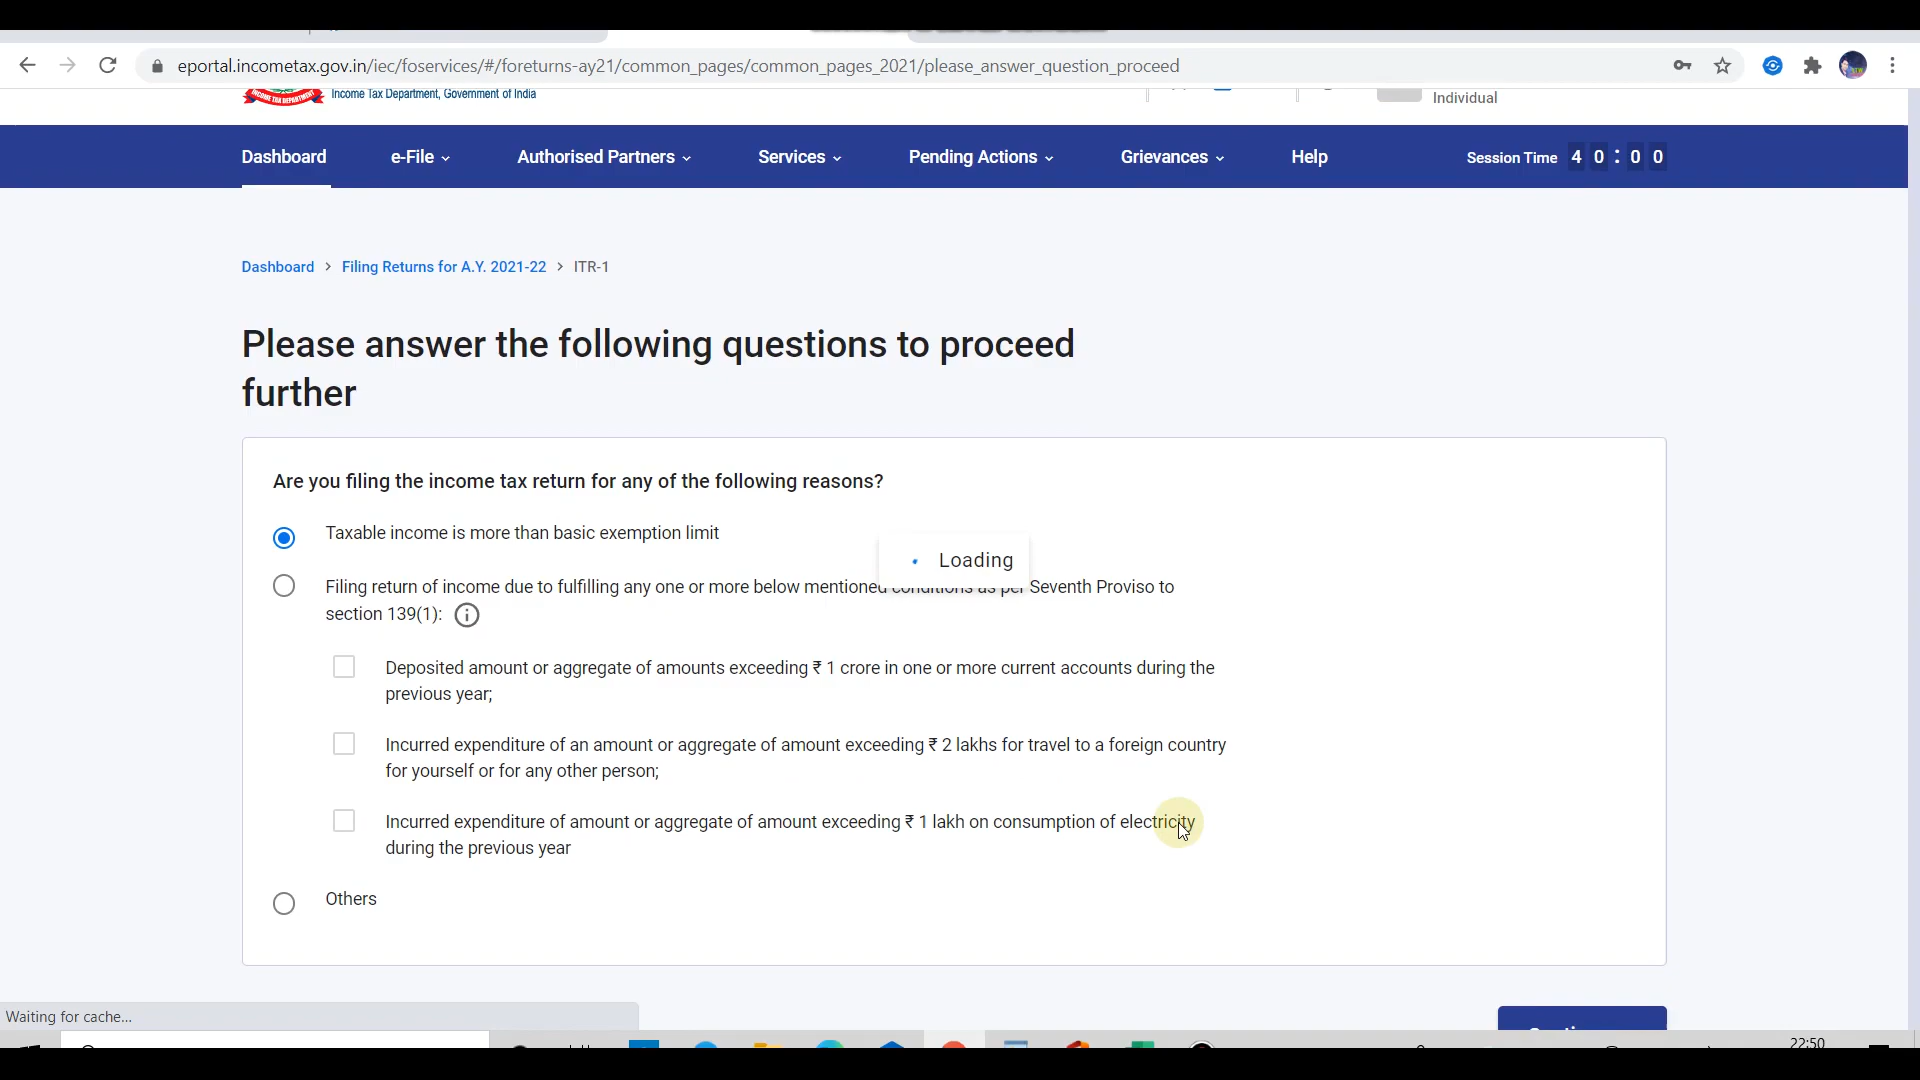 eportal.incometax.gov.in/iec/foservices/#/foreturns-ay21/common_pages/common_pages_2021/please_answer_question_proceed
INCOME TAX DEPARTMENT
Income Tax Department, Government of India
Individual
Dashboard e-File Authorised Partners Services Pending Actions Grievances Help Session Time 40:00
Dashboard > Filing Returns for A.Y. 2021-22 > ITR-1
Please answer the following questions to proceed
further
Are you filing the income tax return for any of the following reasons?
Taxable income is more than basic exemption limit
Loading
Filing return of income due to fulfilling any one or more below mentioned conditions as per Seventh Proviso to
section 139(1):
Deposited amount or aggregate of amounts exceeding ₹ 1 crore in one or more current accounts during the
previous year;
Incurred expenditure of an amount or aggregate of amount exceeding ₹ 2 lakhs for travel to a foreign country
for yourself or for any other person;
Incurred expenditure of amount or aggregate of amount exceeding ₹ 1 lakh on consumption of electricity
during the previous year
Others
Waiting for cache...
22:50